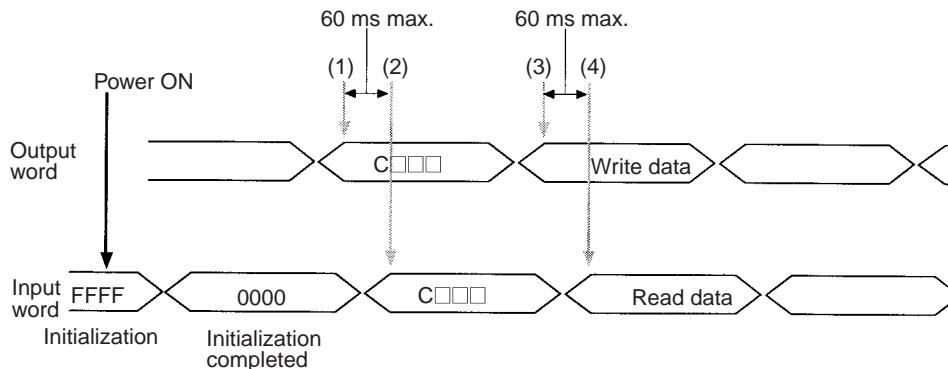 60 ms max. 60 ms max.
(1) (2) (3) (4)
Power ON
Output
word
C□□□ Write data
Input
word
FFFF 0000 C□□□ Read data
Initialization Initialization
completed